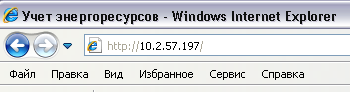 Учет энергоресурсов - Windows Internet Explorer
http://10.2.57.197/
Файл Правка Вид Избранное Сервис Справка